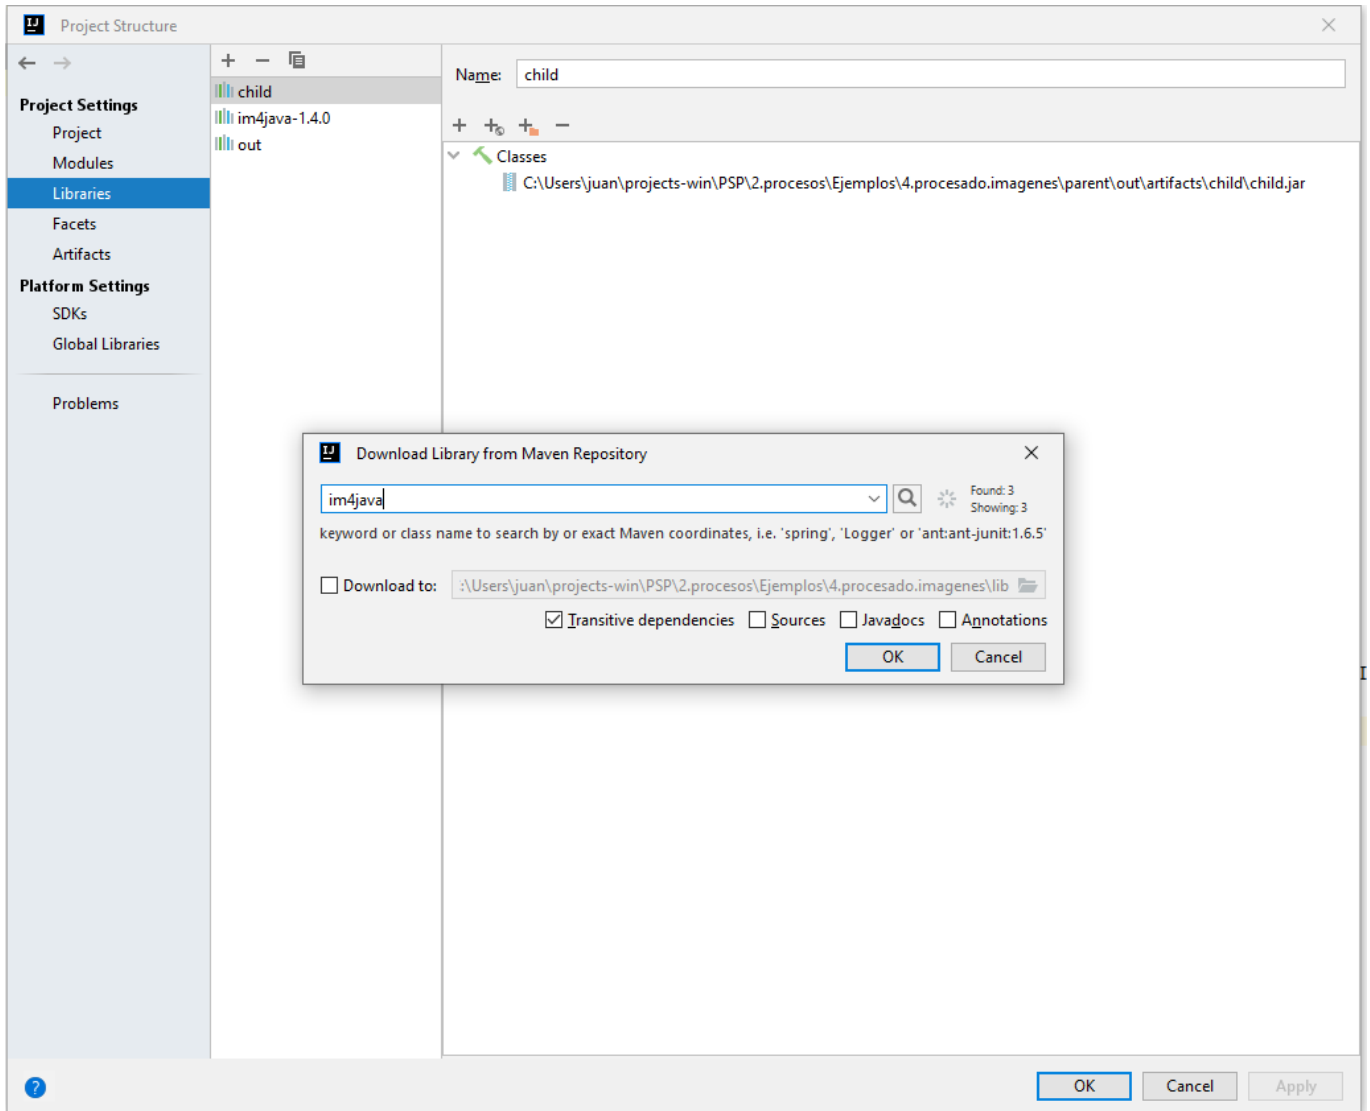 Project Structure
Project Settings
Project
Modules
Libraries
Facets
Artifacts
Platform Settings
SDKs
Global Libraries
Problems
child
im4java-1.4.0
out
Name: child
Classes
C:\Users\juan\projects-win\PSP\2.procesos\Ejemplos\4.procesado.imagenes\parent\out\artifacts\child\child.jar
Download Library from Maven Repository
im4java
Found: 3
Showing: 3
keyword or class name to search by or exact Maven coordinates, i.e. 'spring', 'Logger' or 'ant:ant-junit:1.6.5'
Download to: :\Users\juan\projects-win\PSP\2.procesos\Ejemplos\4.procesado.imagenes\lib
Transitive dependencies Sources Javadocs Annotations
OK Cancel
? OK Cancel Apply